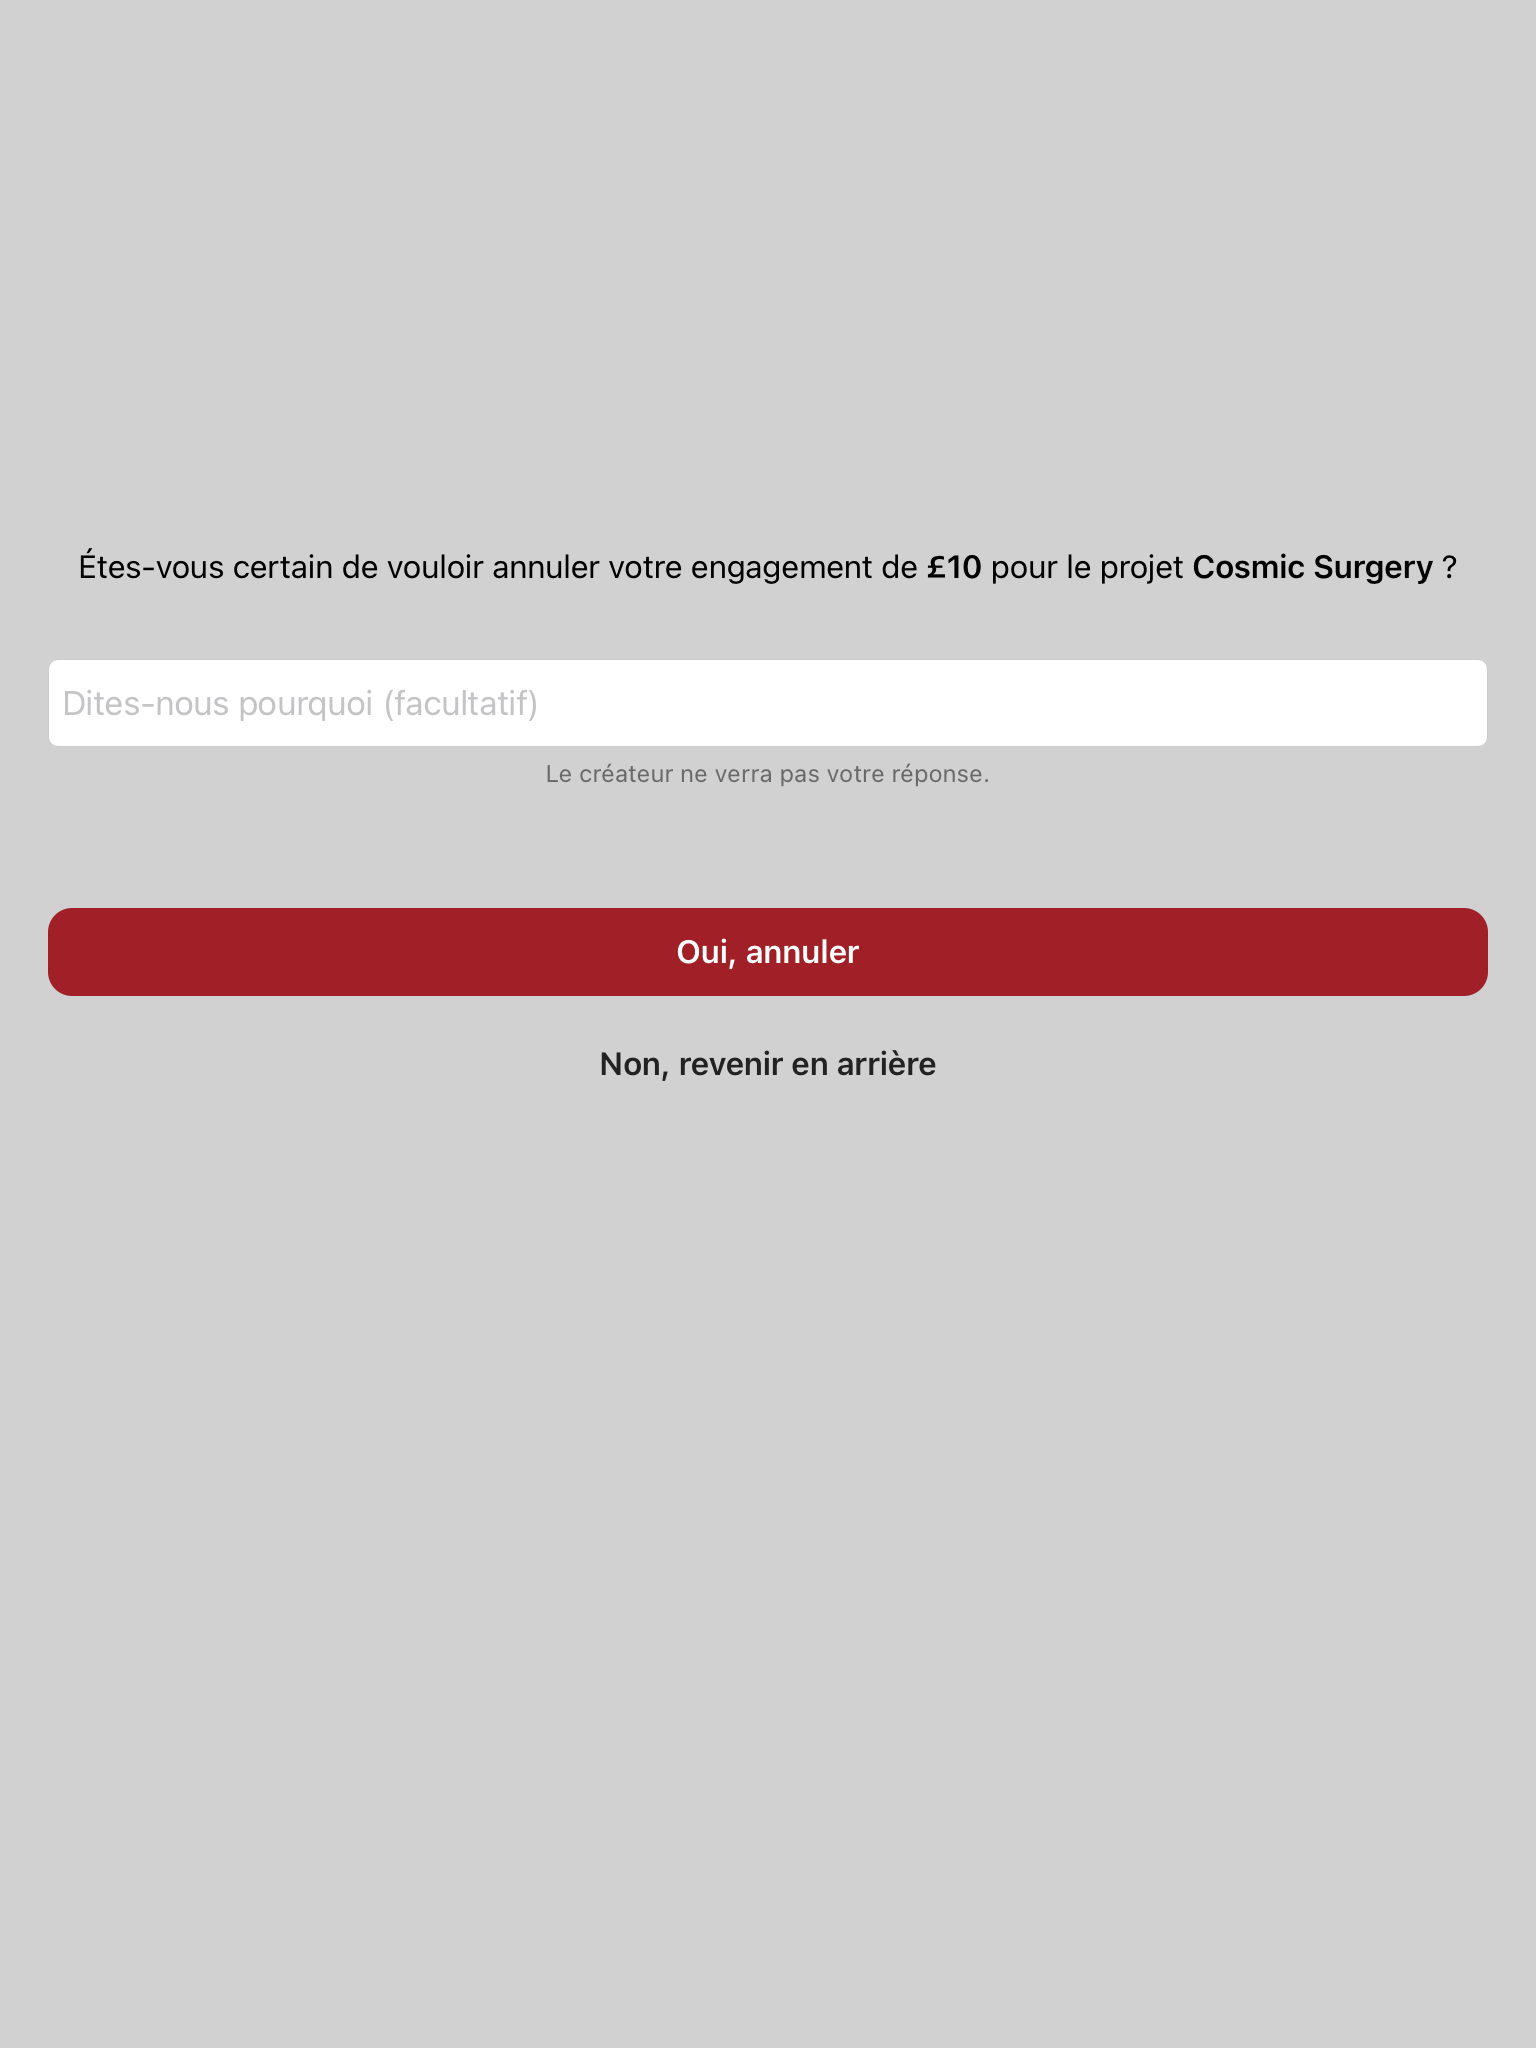 Étes-vous certain de vouloir annuler votre engagement de £10 pour le projet Cosmic Surgery ?
Dites-nous pourquoi (facultatif)
Le créateur ne verra pas votre réponse.
Oui, annuler
Non, revenir en arrière